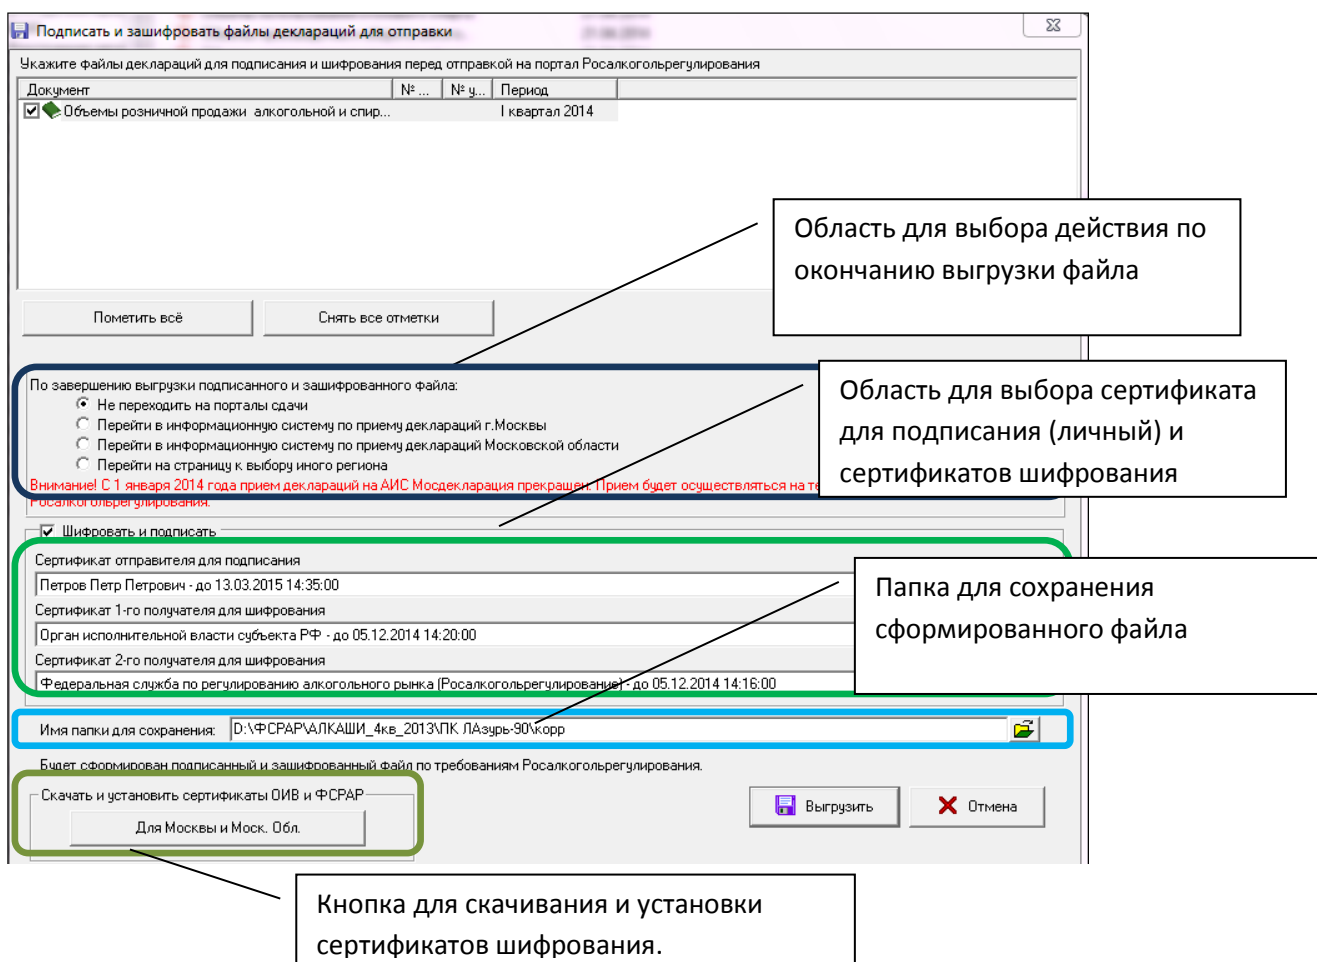 Подписать и зашифровать файлы деклараций для отправки
Укажите файлы деклараций для подписания и шифрования перед отправкой на портал Росалкогольрегулирования
Документ № ... № у... Период
Объемы розничной продажи алкогольной и спир... I квартал 2014
Область для выбора действия по
окончанию выгрузки файла
Пометить всё Снять все отметки
По завершению выгрузки подписанного и зашифрованного файла:
Не переходить на порталы сдачи
Перейти в информационную систему по приему деклараций г.Москвы
Перейти в информационную систему по приему деклараций Московской области
Перейти на страницу к выбору иного региона
Внимание! С 1 января 2014 года прием деклараций на АИС Мосдекларация прекращен. Прием будет осуществляться на
Росалкогольрегулирования.
Область для выбора сертификата
для подписания (личный) и
сертификатов шифрования
Шифровать и подписать
Сертификат отправителя для подписания
Петров Петр Петрович - до 13.03.2015 14:35:00
Сертификат 1-го получателя для шифрования
Орган исполнительной власти субъекта РФ - до 05.12.2014 14:20:00
Сертификат 2-го получателя для шифрования
Федеральная служба по регулированию алкогольного рынка (Росалкогольрегулирование) - до 05.12.2014 14:16:00
Папка для сохранения
сформированного файла
Имя папки для сохранения: D:\ФСРАР\АЛКАШИ_4кв_2013\ПК ЛАзурь-90\корр
Будет сформирован подписанный и зашифрованный файл по требованиям Росалкогольрегулирования.
Скачать и установить сертификаты ОИВ и ФСРАР
Для Москвы и Моск. Обл.
Выгрузить Отмена
Кнопка для скачивания и установки
сертификатов шифрования.